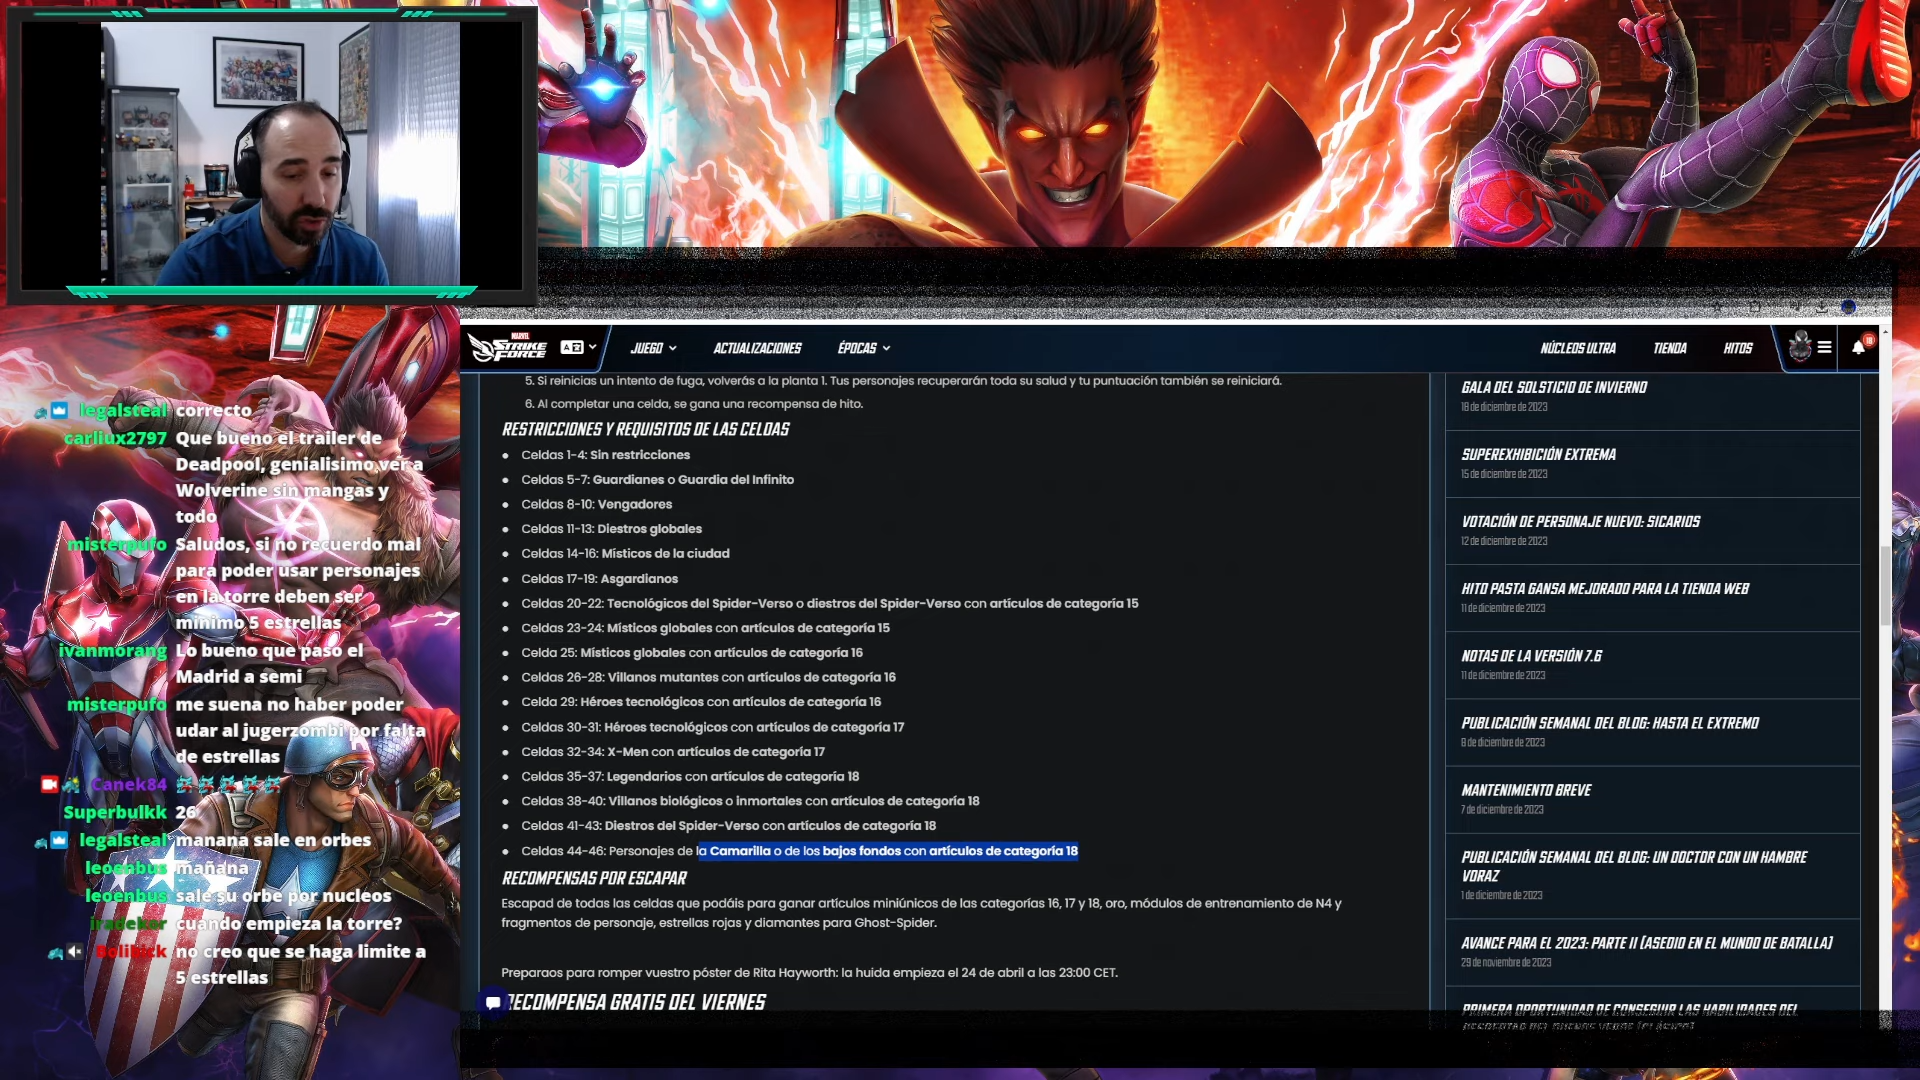 MARVEL
STRIKE FORCE
JUEGO
ACTUALIZACIONES
ÉPOCAS
NÚCLEOS ULTRA
TIENDA
HITOS
5. Si reinicias un intento de fuga, volverás a la planta 1. Tus personajes recuperarán toda su salud y tu puntuación también se reiniciará.
6. Al completar una celda, se gana una recompensa de hito.
RESTRICCIONES Y REQUISITOS DE LAS CELDAS
Celdas 1-4: Sin restricciones
Celdas 5-7: Guardianes o Guardia del Infinito
Celdas 8-10: Vengadores
Celdas 11-13: Diestros globales
Celdas 14-16: Místicos de la ciudad
Celdas 17-19: Asgardianos
Celdas 20-22: Tecnológicos del Spider-Verso o diestros del Spider-Verso con artículos de categoría 15
Celdas 23-24: Místicos globales con artículos de categoría 15
Celda 25: Místicos globales con artículos de categoría 16
Celdas 26-28: Villanos mutantes con artículos de categoría 16
Celda 29: Héroes tecnológicos con artículos de categoría 16
Celdas 30-31: Héroes tecnológicos con artículos de categoría 17
Celdas 32-34: X-Men con artículos de categoría 17
Celdas 35-37: Legendarios con artículos de categoría 18
Celdas 38-40: Villanos biológicos o inmortales con artículos de categoría 18
Celdas 41-43: Diestros del Spider-Verso con artículos de categoría 18
Celdas 44-46: Personajes de la Camarilla o de los bajos fondos con artículos de categoría 18
RECOMPENSAS POR ESCAPAR
Escapad de todas las celdas que podáis para ganar artículos miniúnicos de las categorías 16, 17 y 18, oro, módulos de entrenamiento de N4 y
fragmentos de personaje, estrellas rojas y diamantes para Ghost-Spider.
Preparaos para romper vuestro póster de Rita Hayworth: la huida empieza el 24 de abril a las 23:00 CET.
RECOMPENSA GRATIS DEL VIERNES
GALA DEL SOLSTICIO DE INVIERNO
18 de diciembre de 2023
SUPEREXHIBICIÓN EXTREMA
15 de diciembre de 2023
VOTACIÓN DE PERSONAJE NUEVO: SICARIOS
12 de diciembre de 2023
HITO PASTA GANSA MEJORADO PARA LA TIENDA WEB
11 de diciembre de 2023
NOTAS DE LA VERSIÓN 7.6
11 de diciembre de 2023
PUBLICACIÓN SEMANAL DEL BLOG: HASTA EL EXTREMO
8 de diciembre de 2023
MANTENIMIENTO BREVE
7 de diciembre de 2023
PUBLICACIÓN SEMANAL DEL BLOG: UN DOCTOR CON UN HAMBRE
VORAZ
1 de diciembre de 2023
AVANCE PARA EL 2023: PARTE II (ASEDIO EN EL MUNDO DE BATALLA)
29 de noviembre de 2023
PRIMERA OPORTUNIDAD DE CONSEGUIR LAS HABILIDADES DEL
legalsteal correcto
carliux2797 Que bueno el trailer de
Deadpool, genialisimo ver a
Wolverine sin mangas y
todo
misterpufo Saludos, si no recuerdo mal
para poder usar personajes
en la torre deben ser
minimo 5 estrellas
ivanmorang Lo bueno que paso el
Madrid a semi
misterpufo me suena no haber poder
udar al jugerzombi por falta
de estrellas
Canek84
Superbulkk 26
legalsteal manana sale en orbes
leoenbus mañana
leoenbus sale su orbe por nucleos
cuando empieza la torre?
no creo que se haga limite a
5 estrellas